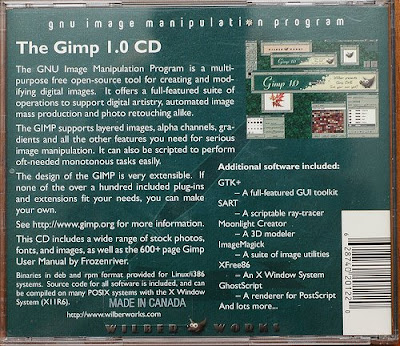 gnu image manipulation program
The Gimp 1.0 CD
The GNU Image Manipulation Program is a multi-
purpose free open-source tool for creating and mod-
ifying digital images. It offers a full-featured suite of
operations to support digital artistry, automated image
mass production and photo retouching alike.
The GIMP supports layered images, alpha channels, gra-
dients and all the other features you need for serious
image manipulation. It can also be scripted to perform
oft-needed monotonous tasks easily.
The design of the GIMP is very extensible. If
none of the over a hundred included plug-ins
and extensions fit your needs, you can make
your own.
See http://www.gimp.org for more information.
This CD includes a wide range of stock photos,
fonts, and images, as well as the 600+ page Gimp
User Manual by Frozenriver.
Binaries in deb and rpm format provided for Linux/i386
systems. Source code for all software is included, and can
be compiled on many POSIX systems with the X Window
System (X11R6).
MADE IN CANADA
http://www.wilberworks.com
Gimp 1.0
Gimp 1.0
Additional software included:
GTK+
– A full-featured GUI toolkit
SART
– A scriptable ray-tracer
Moonlight Creator
– A 3D modeler
ImageMagick
– A suite of image utilities
XFree86
– An X Window System
GhostScript
– A renderer for PostScript
And lots more...
WILBER WORKS